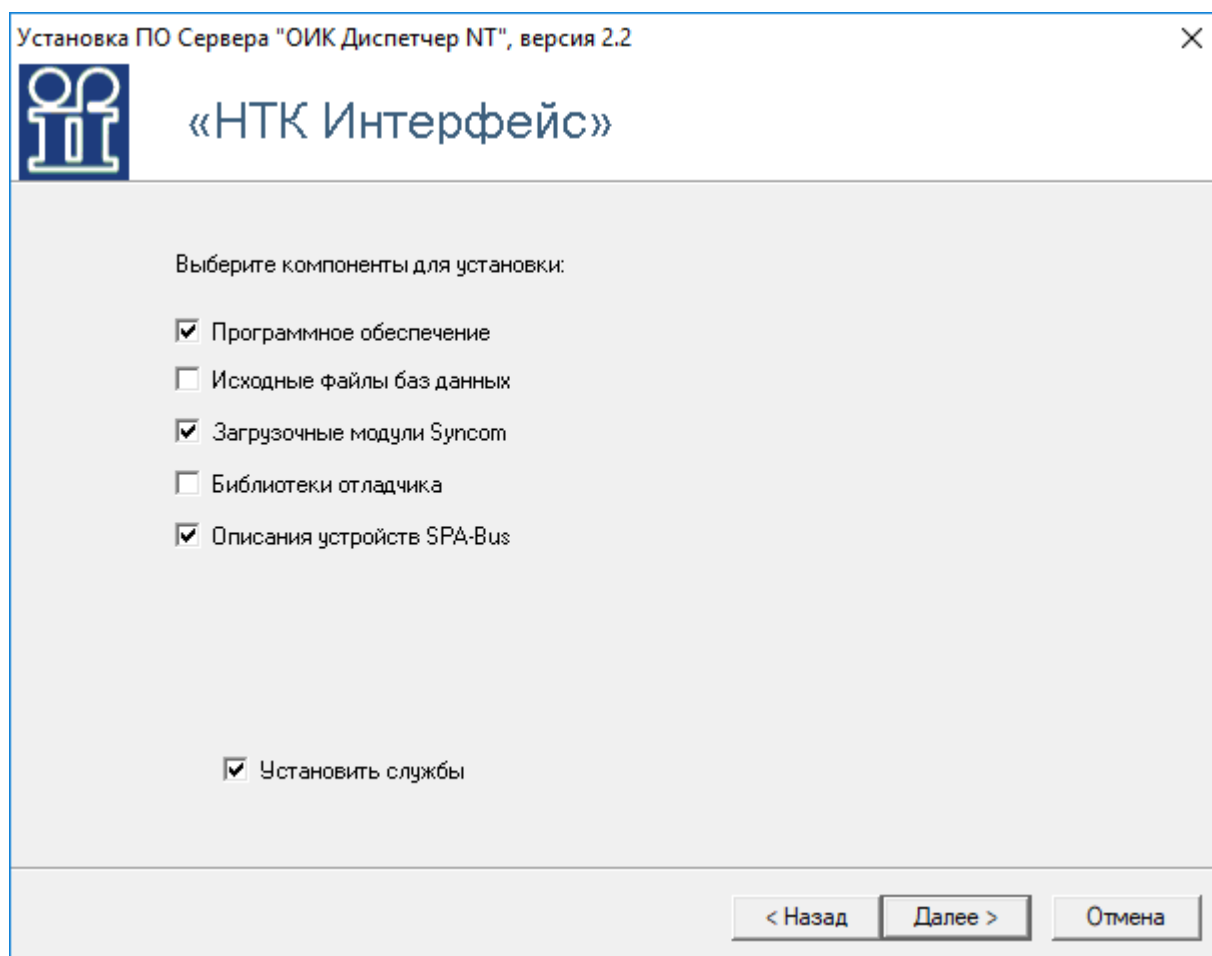 Установка ПО Сервера "ОИК Диспетчер NT", версия 2.2
«НТК Интерфейс»
Выберите компоненты для установки:
Программное обеспечение
Исходные файлы баз данных
Загрузочные модули Syncom
Библиотеки отладчика
Описания устройств SPA-Bus
Установить службы
< Назад
Далее >
Отмена